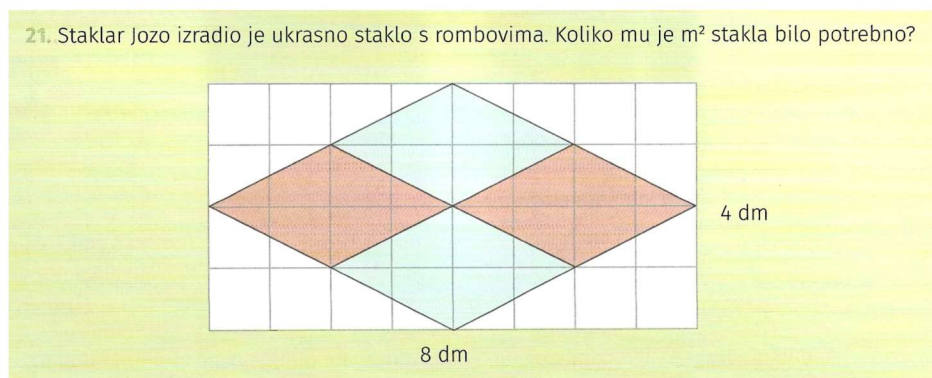 21. Staklar Jozo izradio je ukrasno staklo s rombovima. Koliko mu je m² stakla bilo potrebno?
4 dm
8 dm